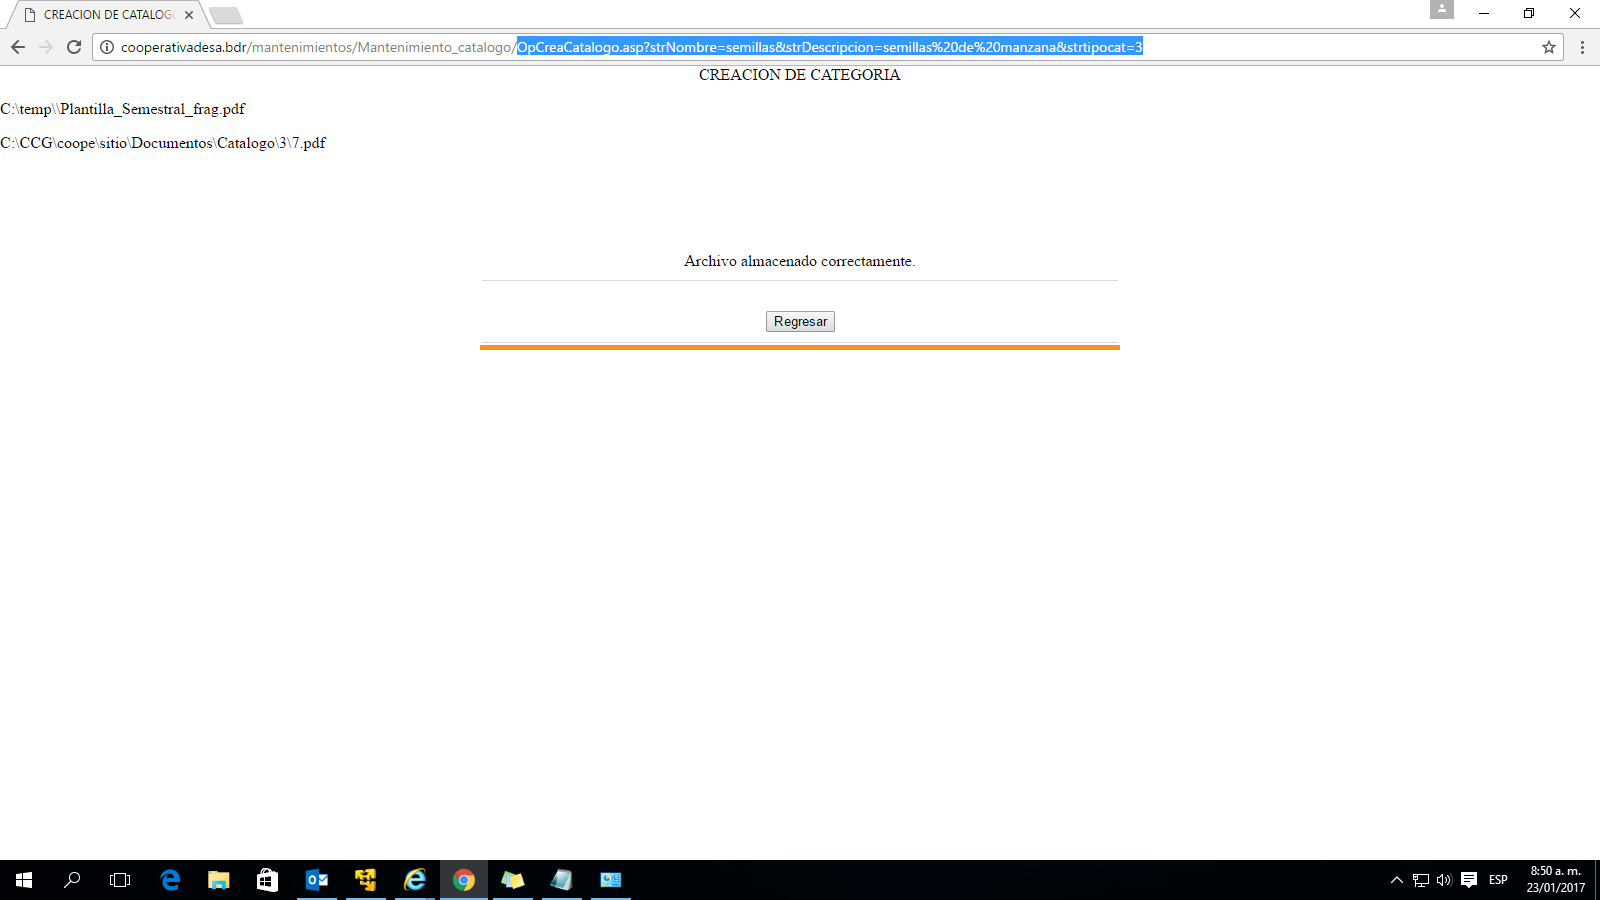 CREACION DE CATALOG
cooperativadesa.bdr/mantenimientos/Mantenimiento_catalogo/OpCreaCatalogo.asp?strNombre=semillas&strDescripcion=semillas%20de%20manzana&strtipocat=3
CREACION DE CATEGORIA
C:\temp\\Plantilla_Semestral_frag.pdf
C:\CCG\coope\sitio\Documentos\Catalogo\3\7.pdf
Archivo almacenado correctamente.
Regresar
ESP
8:50 a. m.
23/01/2017